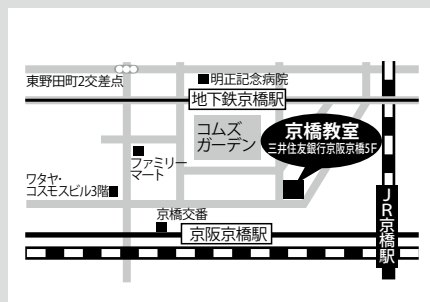 東野田町2交差点
明正記念病院
地下鉄京橋駅
コムズ
ガーデン
京橋教室
三井住友銀行京阪京橋5F
ファミリー
マート
ワタヤ・
コスモスビル3階
京橋交番
京阪京橋駅
JR京橋駅